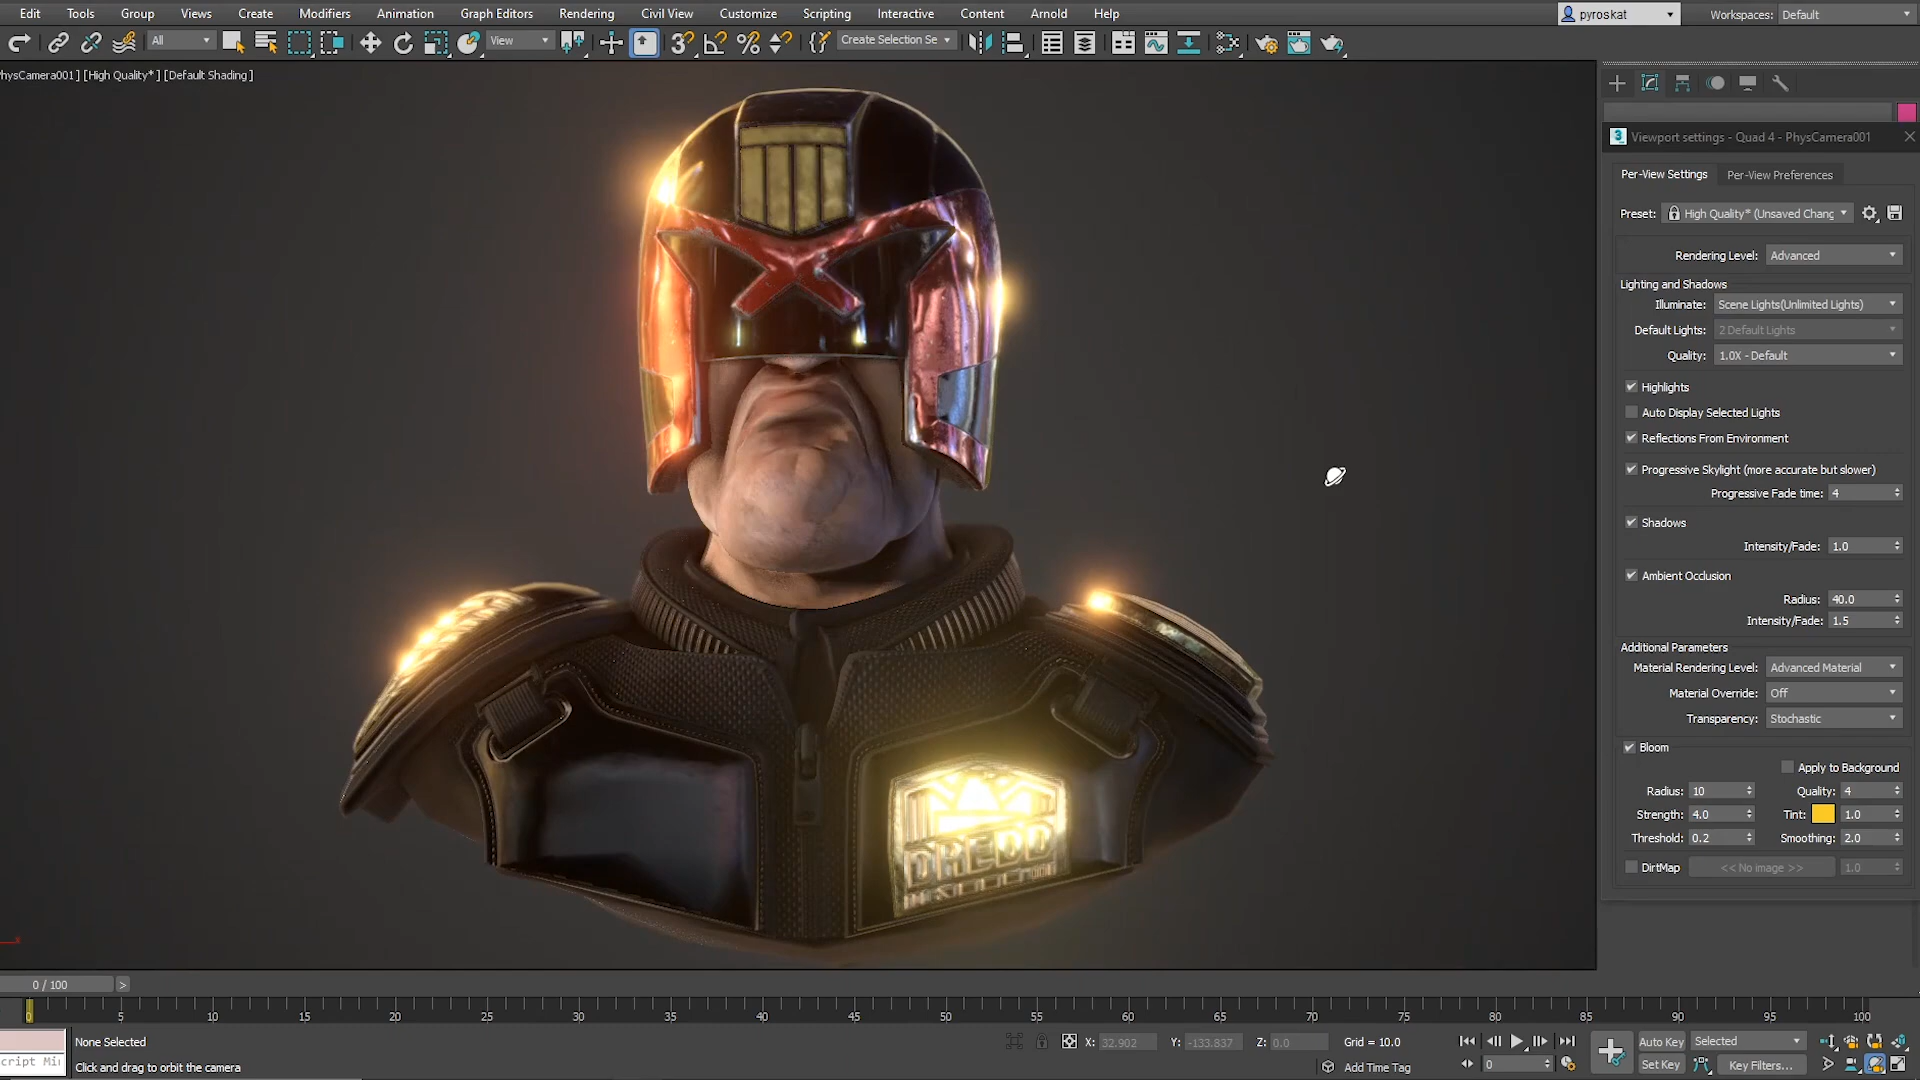 Edit Tools Group Views Create Modifiers Animation Graph Editors Rendering Civil View Customize Scripting Interactive Content Arnold Help pyroskat Workspaces: Default
All View 3 Create Selection Se
PhysCamera001 ] [High Quality* ] [Default Shading ]
3 Viewport settings - Quad 4 - PhysCamera001
Per-View Settings Per-View Preferences
Preset: High Quality* (Unsaved Chang
Rendering Level: Advanced
Lighting and Shadows
Illuminate: Scene Lights(Unlimited Lights)
Default Lights: 2 Default Lights
Quality: 1.0X - Default
Highlights
Auto Display Selected Lights
Reflections From Environment
Progressive Skylight (more accurate but slower)
Progressive Fade time: 4
Shadows
Intensity/Fade: 1.0
Ambient Occlusion
Radius: 40.0
Intensity/Fade: 1.5
Additional Parameters
Material Rendering Level: Advanced Material
Material Override: Off
Transparency: Stochastic
Bloom
Apply to Background
Radius: 10 Quality: 4
Strength: 4.0 Tint: 1.0
Threshold: 0.2 Smoothing: 2.0
DirtMap << No image >> 1.0
DREDD
x
0 / 100 >
0 5 10 15 20 25 30 35 40 45 50 55 60 65 70 75 80 85 90 95 100
None Selected X: 32.902 Y: -133.837 Z: 0.0 Grid = 10.0 Auto Key Selected
cript Mi Click and drag to orbit the camera Add Time Tag 0 Set Key Key Filters...